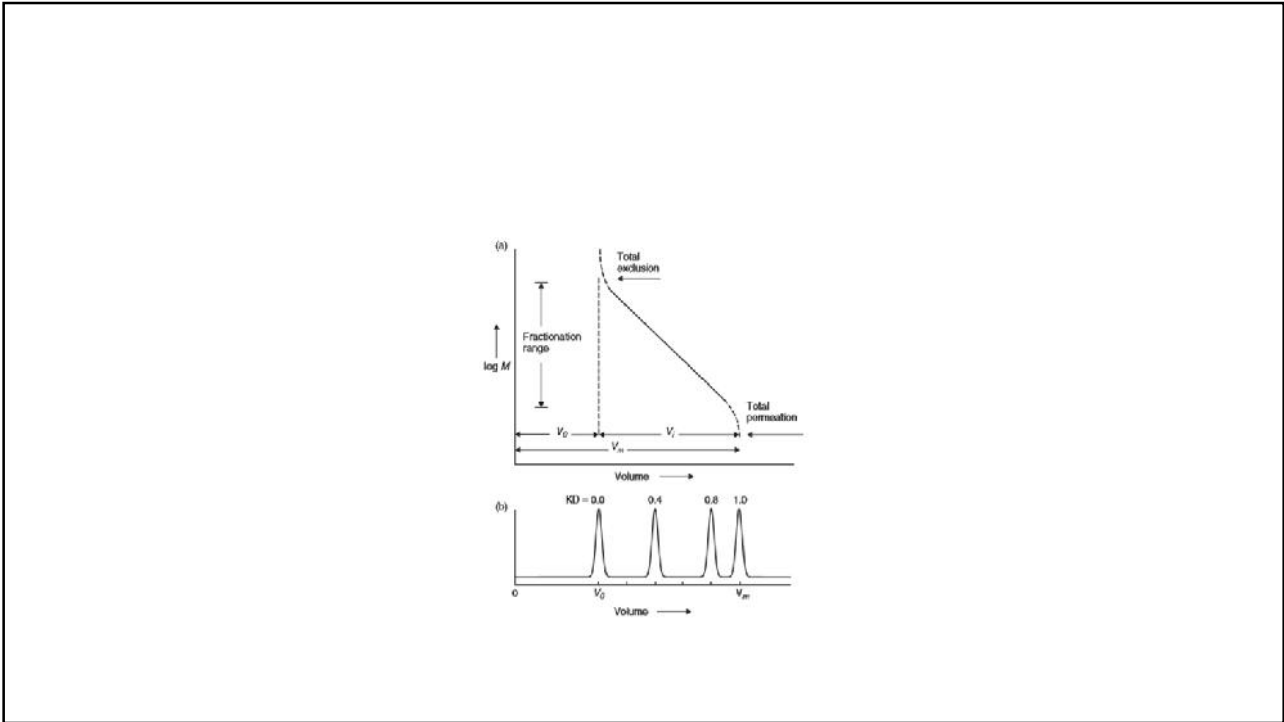 (a)
Total
exclusion
Fractionation
range
log M
Total
permeation
V0 Vi
Vm
Volume
KD = 0.0 0.4 0.8 1.0
(b)
0 V0 Vm
Volume